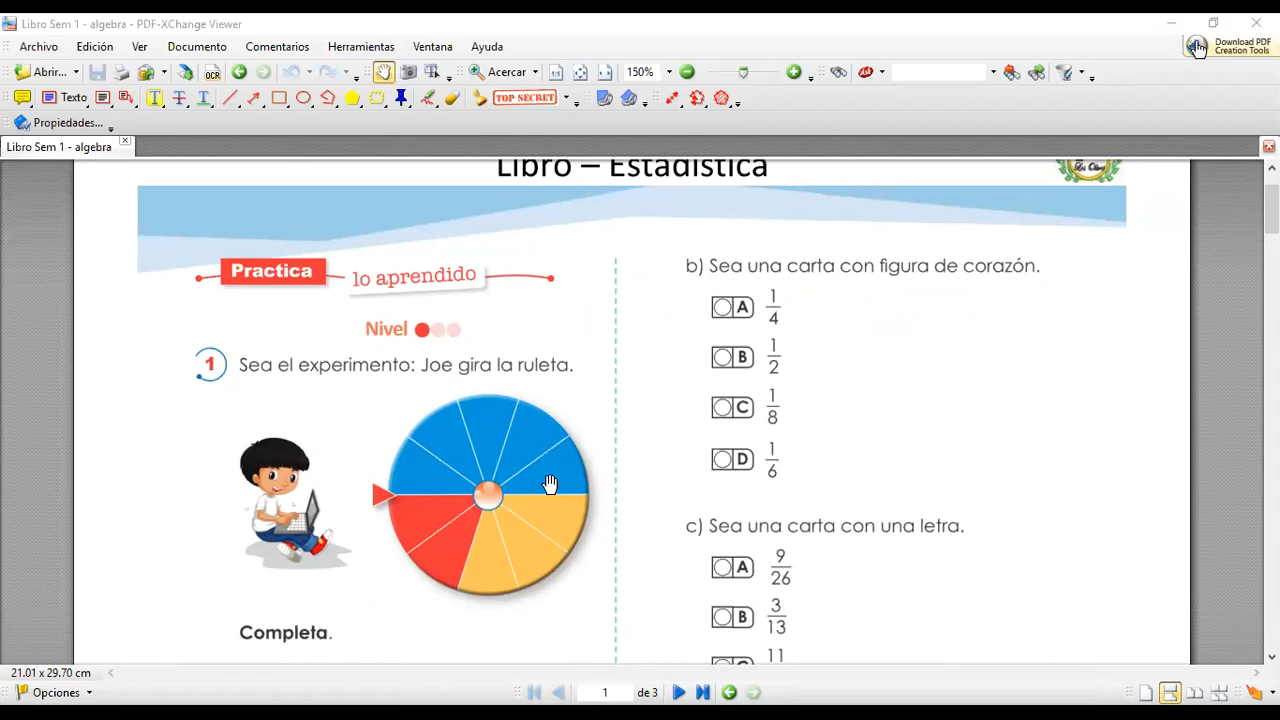 Libro Sem 1 - algebra - PDF-XChange Viewer
Archivo Edición Ver Documento Comentarios Herramientas Ventana Ayuda
Download PDF
Creation Tools
Abrir... OCR Acercar 150%
Texto TOP SECRET
Propiedades...
Libro Sem 1 - algebra
Libro – Estadística
Los Olivos
Practica lo aprendido
Nivel
1 Sea el experimento: Joe gira la ruleta.
Completa.
b) Sea una carta con figura de corazón.
A 1/4
B 1/2
C 1/8
D 1/6
c) Sea una carta con una letra.
A 9/26
B 3/13
11
21.01 x 29.70 cm
Opciones 1 de 3